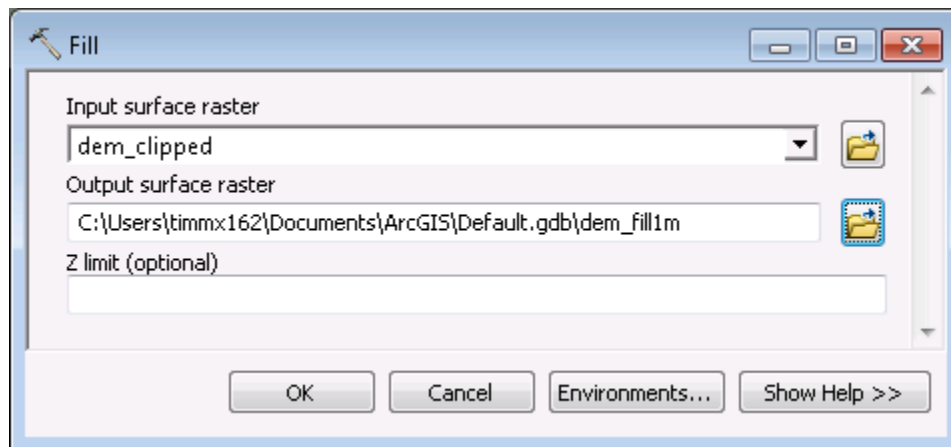 Fill
Input surface raster
dem_clipped
Output surface raster
C:\Users\timmx162\Documents\ArcGIS\Default.gdb\dem_fill1m
Z limit (optional)
OK Cancel Environments... Show Help >>